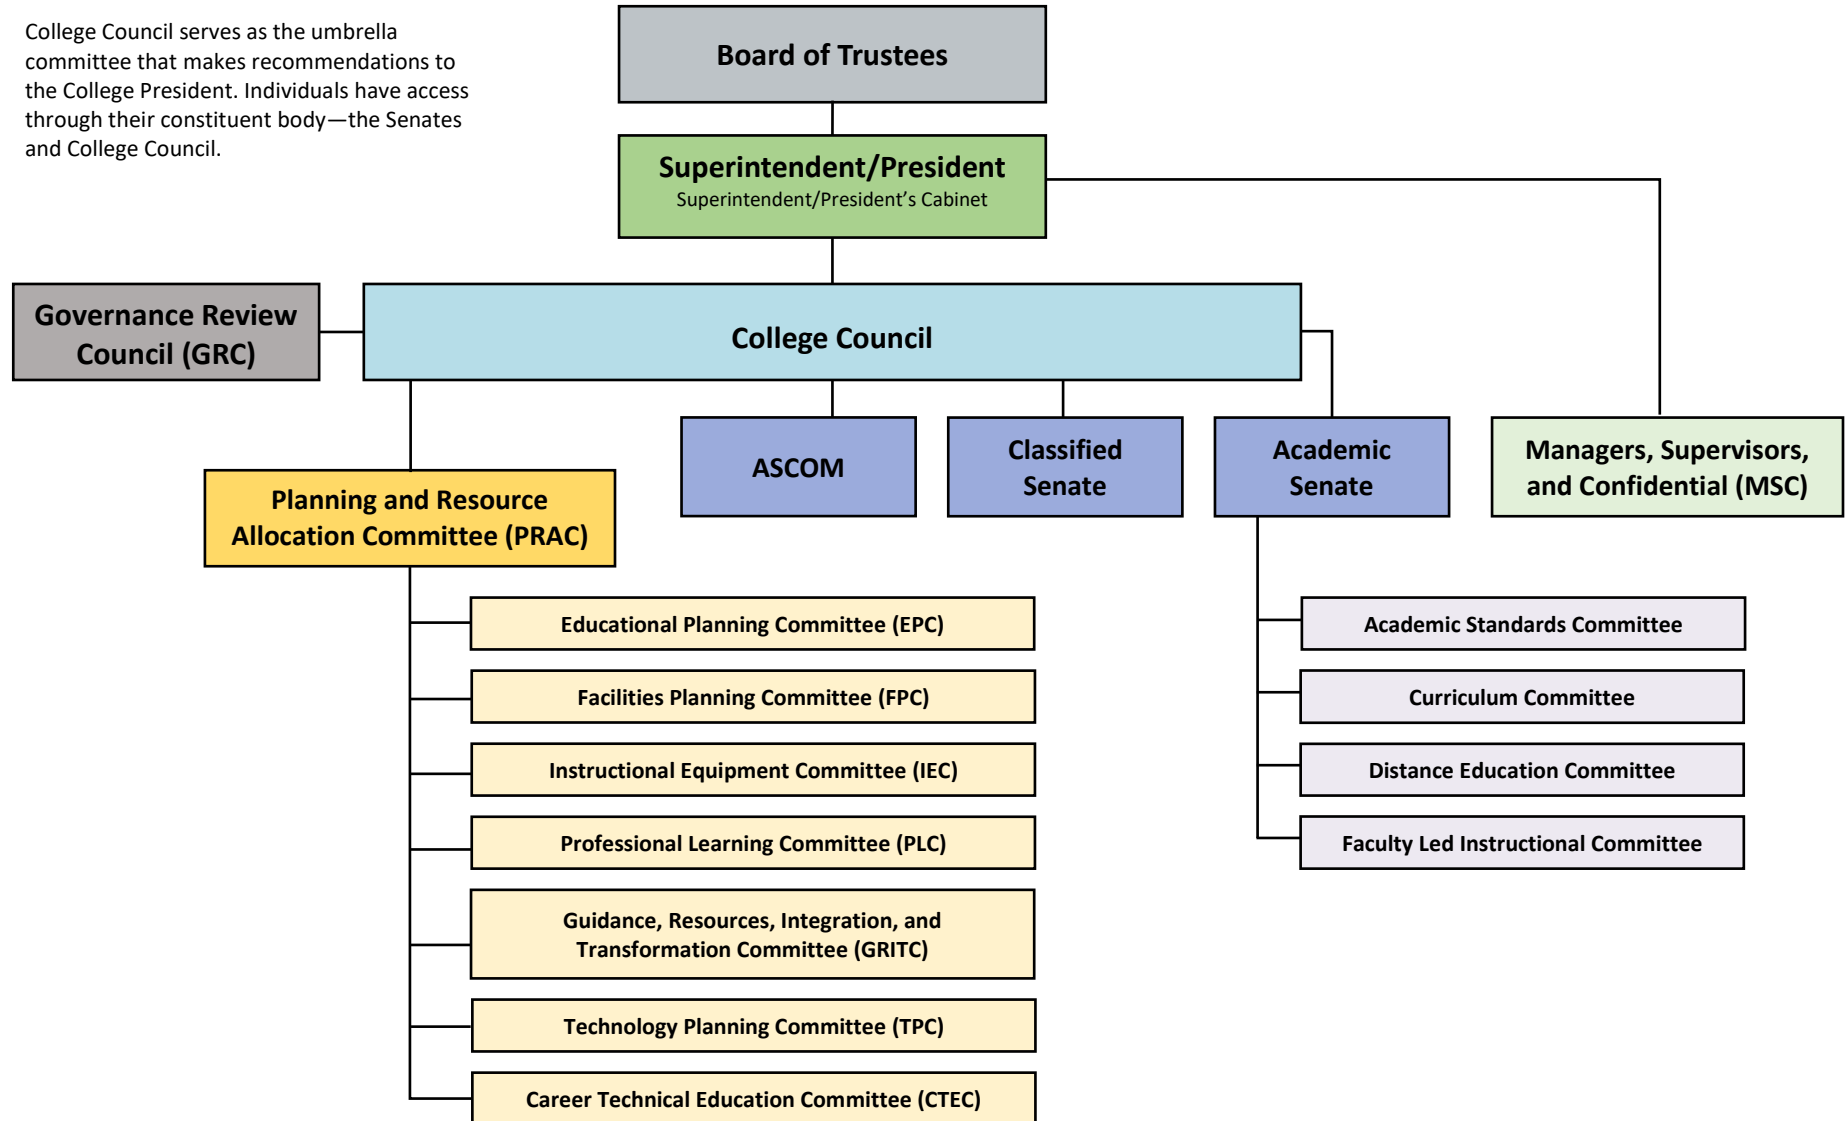 College Council serves as the umbrella
committee that makes recommendations to
the College President. Individuals have access
through their constituent body—the Senates
and College Council.
Board of Trustees
Superintendent/President
Superintendent/President’s Cabinet
Governance Review
Council (GRC)
College Council
Planning and Resource
Allocation Committee (PRAC)
ASCOM
Classified
Senate
Academic
Senate
Managers, Supervisors,
and Confidential (MSC)
Educational Planning Committee (EPC)
Facilities Planning Committee (FPC)
Instructional Equipment Committee (IEC)
Professional Learning Committee (PLC)
Guidance, Resources, Integration, and
Transformation Committee (GRITC)
Technology Planning Committee (TPC)
Career Technical Education Committee (CTEC)
Academic Standards Committee
Curriculum Committee
Distance Education Committee
Faculty Led Instructional Committee